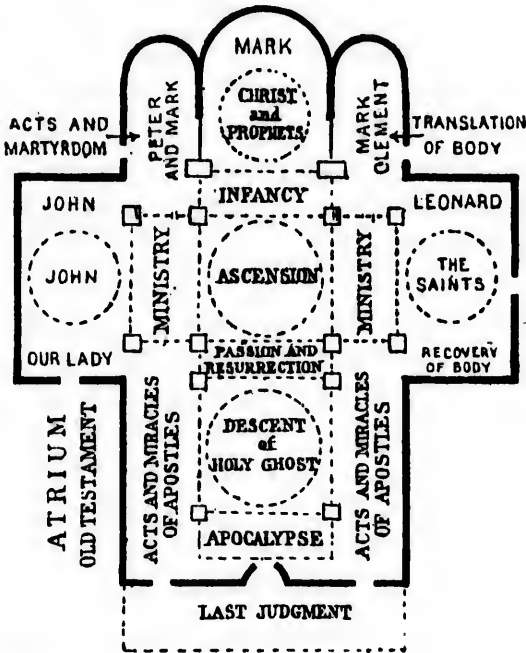 MARK
CHRIST
and
PROPHETS
PETER
AND MARK
MARK
CLEMENT
ACTS AND
MARTYRDOM
TRANSLATION
OF BODY
INFANCY
JOHN
JOHN
OUR LADY
MINISTRY
ASCENSION
MINISTRY
LEONARD
THE
SAINTS
RECOVERY
OF BODY
PASSION AND
RESURRECTION
ATRIUM
OLD TESTAMENT
ACTS AND MIRACLES
OF APOSTLES
DESCENT
of
HOLY GHOST
ACTS AND MIRACLES
OF APOSTLES
APOCALYPSE
LAST JUDGMENT